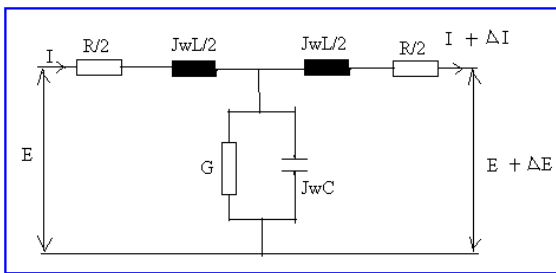 I
R/2
JwL/2
JwL/2
R/2
I + ΔI
E
G
JwC
E + ΔE